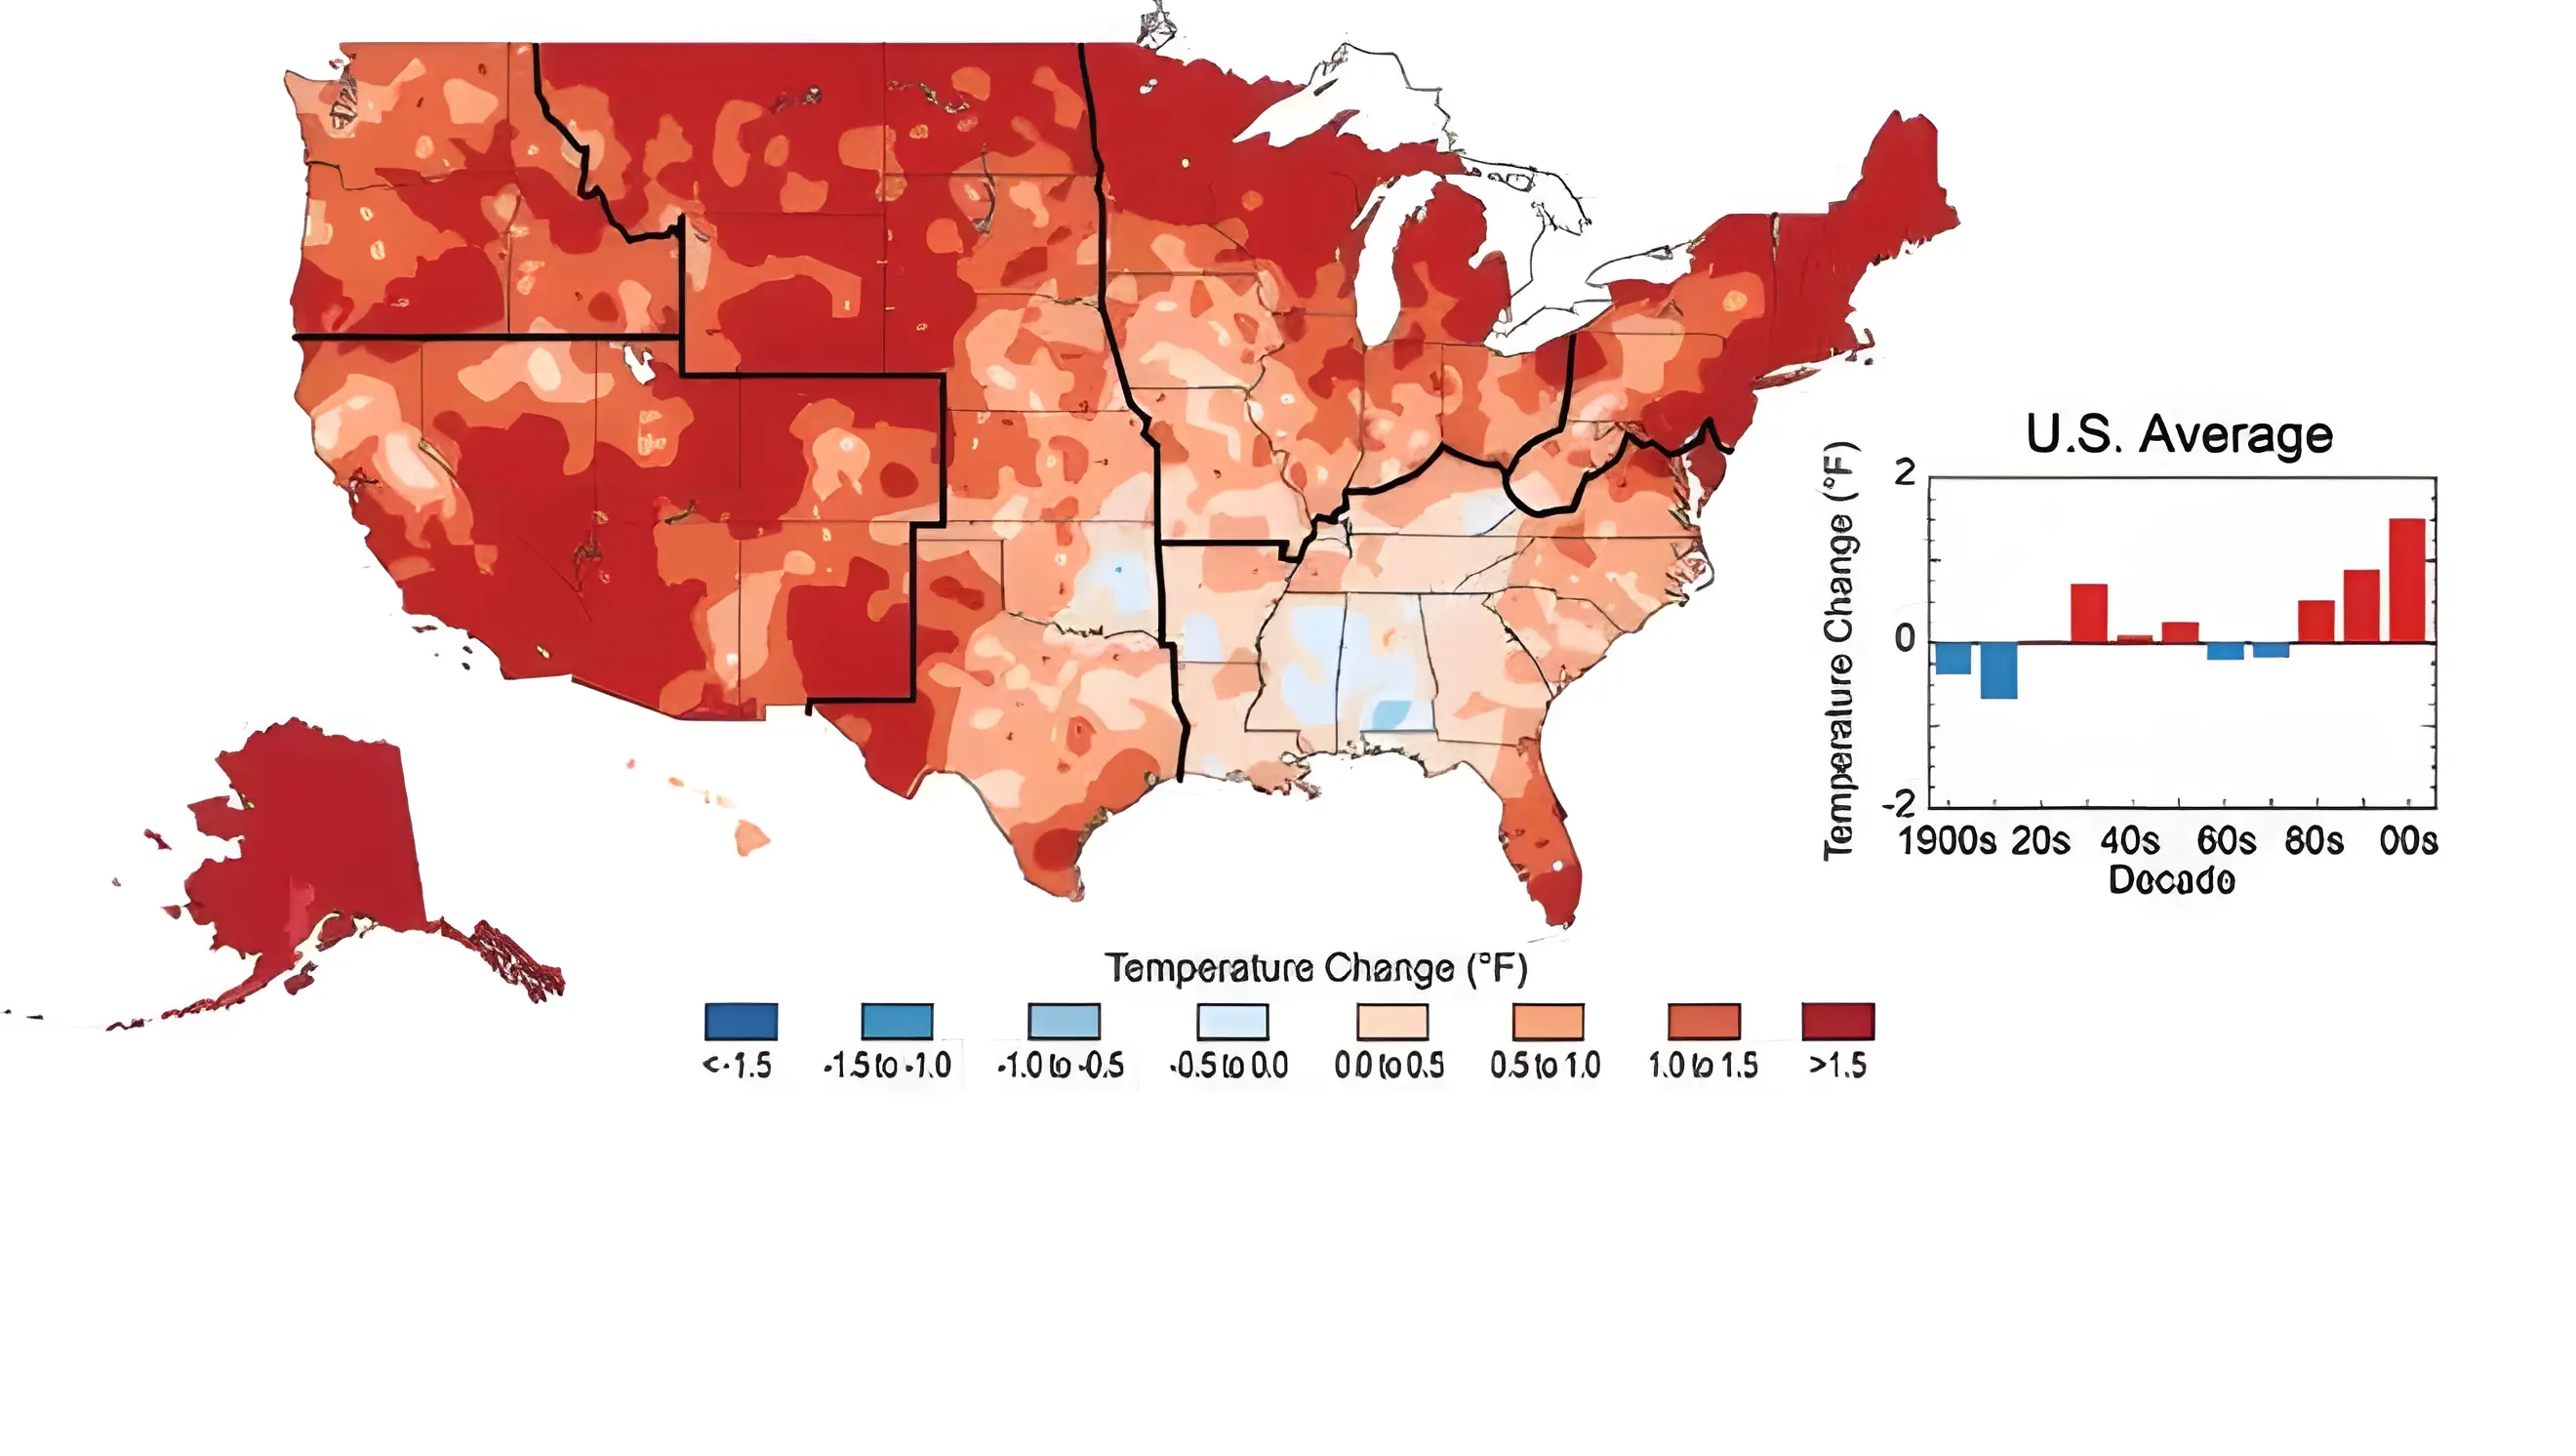 U.S. Average
Temperature Change (°F)
2
0
-2
1900s 20s 40s 60s 80s 00s
Decade
Temperature Change (°F)
<-1.5 -1.5 to -1.0 -1.0 to -0.5 -0.5 to 0.0 0.0 to 0.5 0.5 to 1.0 1.0 to 1.5 >1.5